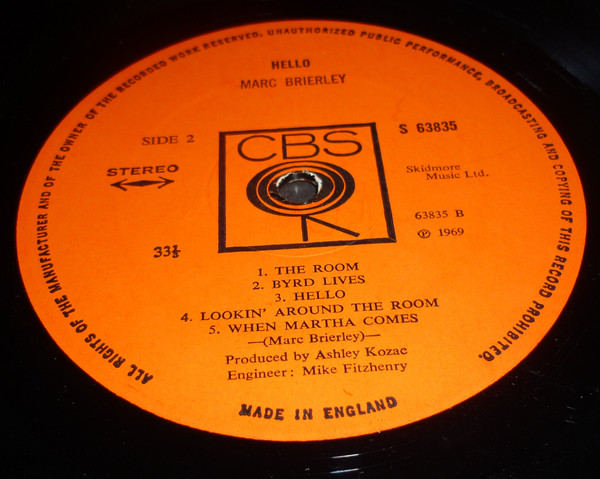 ALL RIGHTS OF THE MANUFACTURER AND OF THE OWNER OF THE RECORDED WORK RESERVED, UNAUTHORIZED PUBLIC PERFORMANCE, BROADCASTING AND COPYING OF THIS RECORD PROHIBITED.
HELLO
MARC BRIERLEY
SIDE 2
CBS
S 63835
STEREO
Skidmore
Music Ltd.
63835 B
33⅓
℗ 1969
1. THE ROOM
2. BYRD LIVES
3. HELLO
4. LOOKIN' AROUND THE ROOM
5. WHEN MARTHA COMES
—(Marc Brierley)—
Produced by Ashley Kozac
Engineer: Mike Fitzhenry
MADE IN ENGLAND